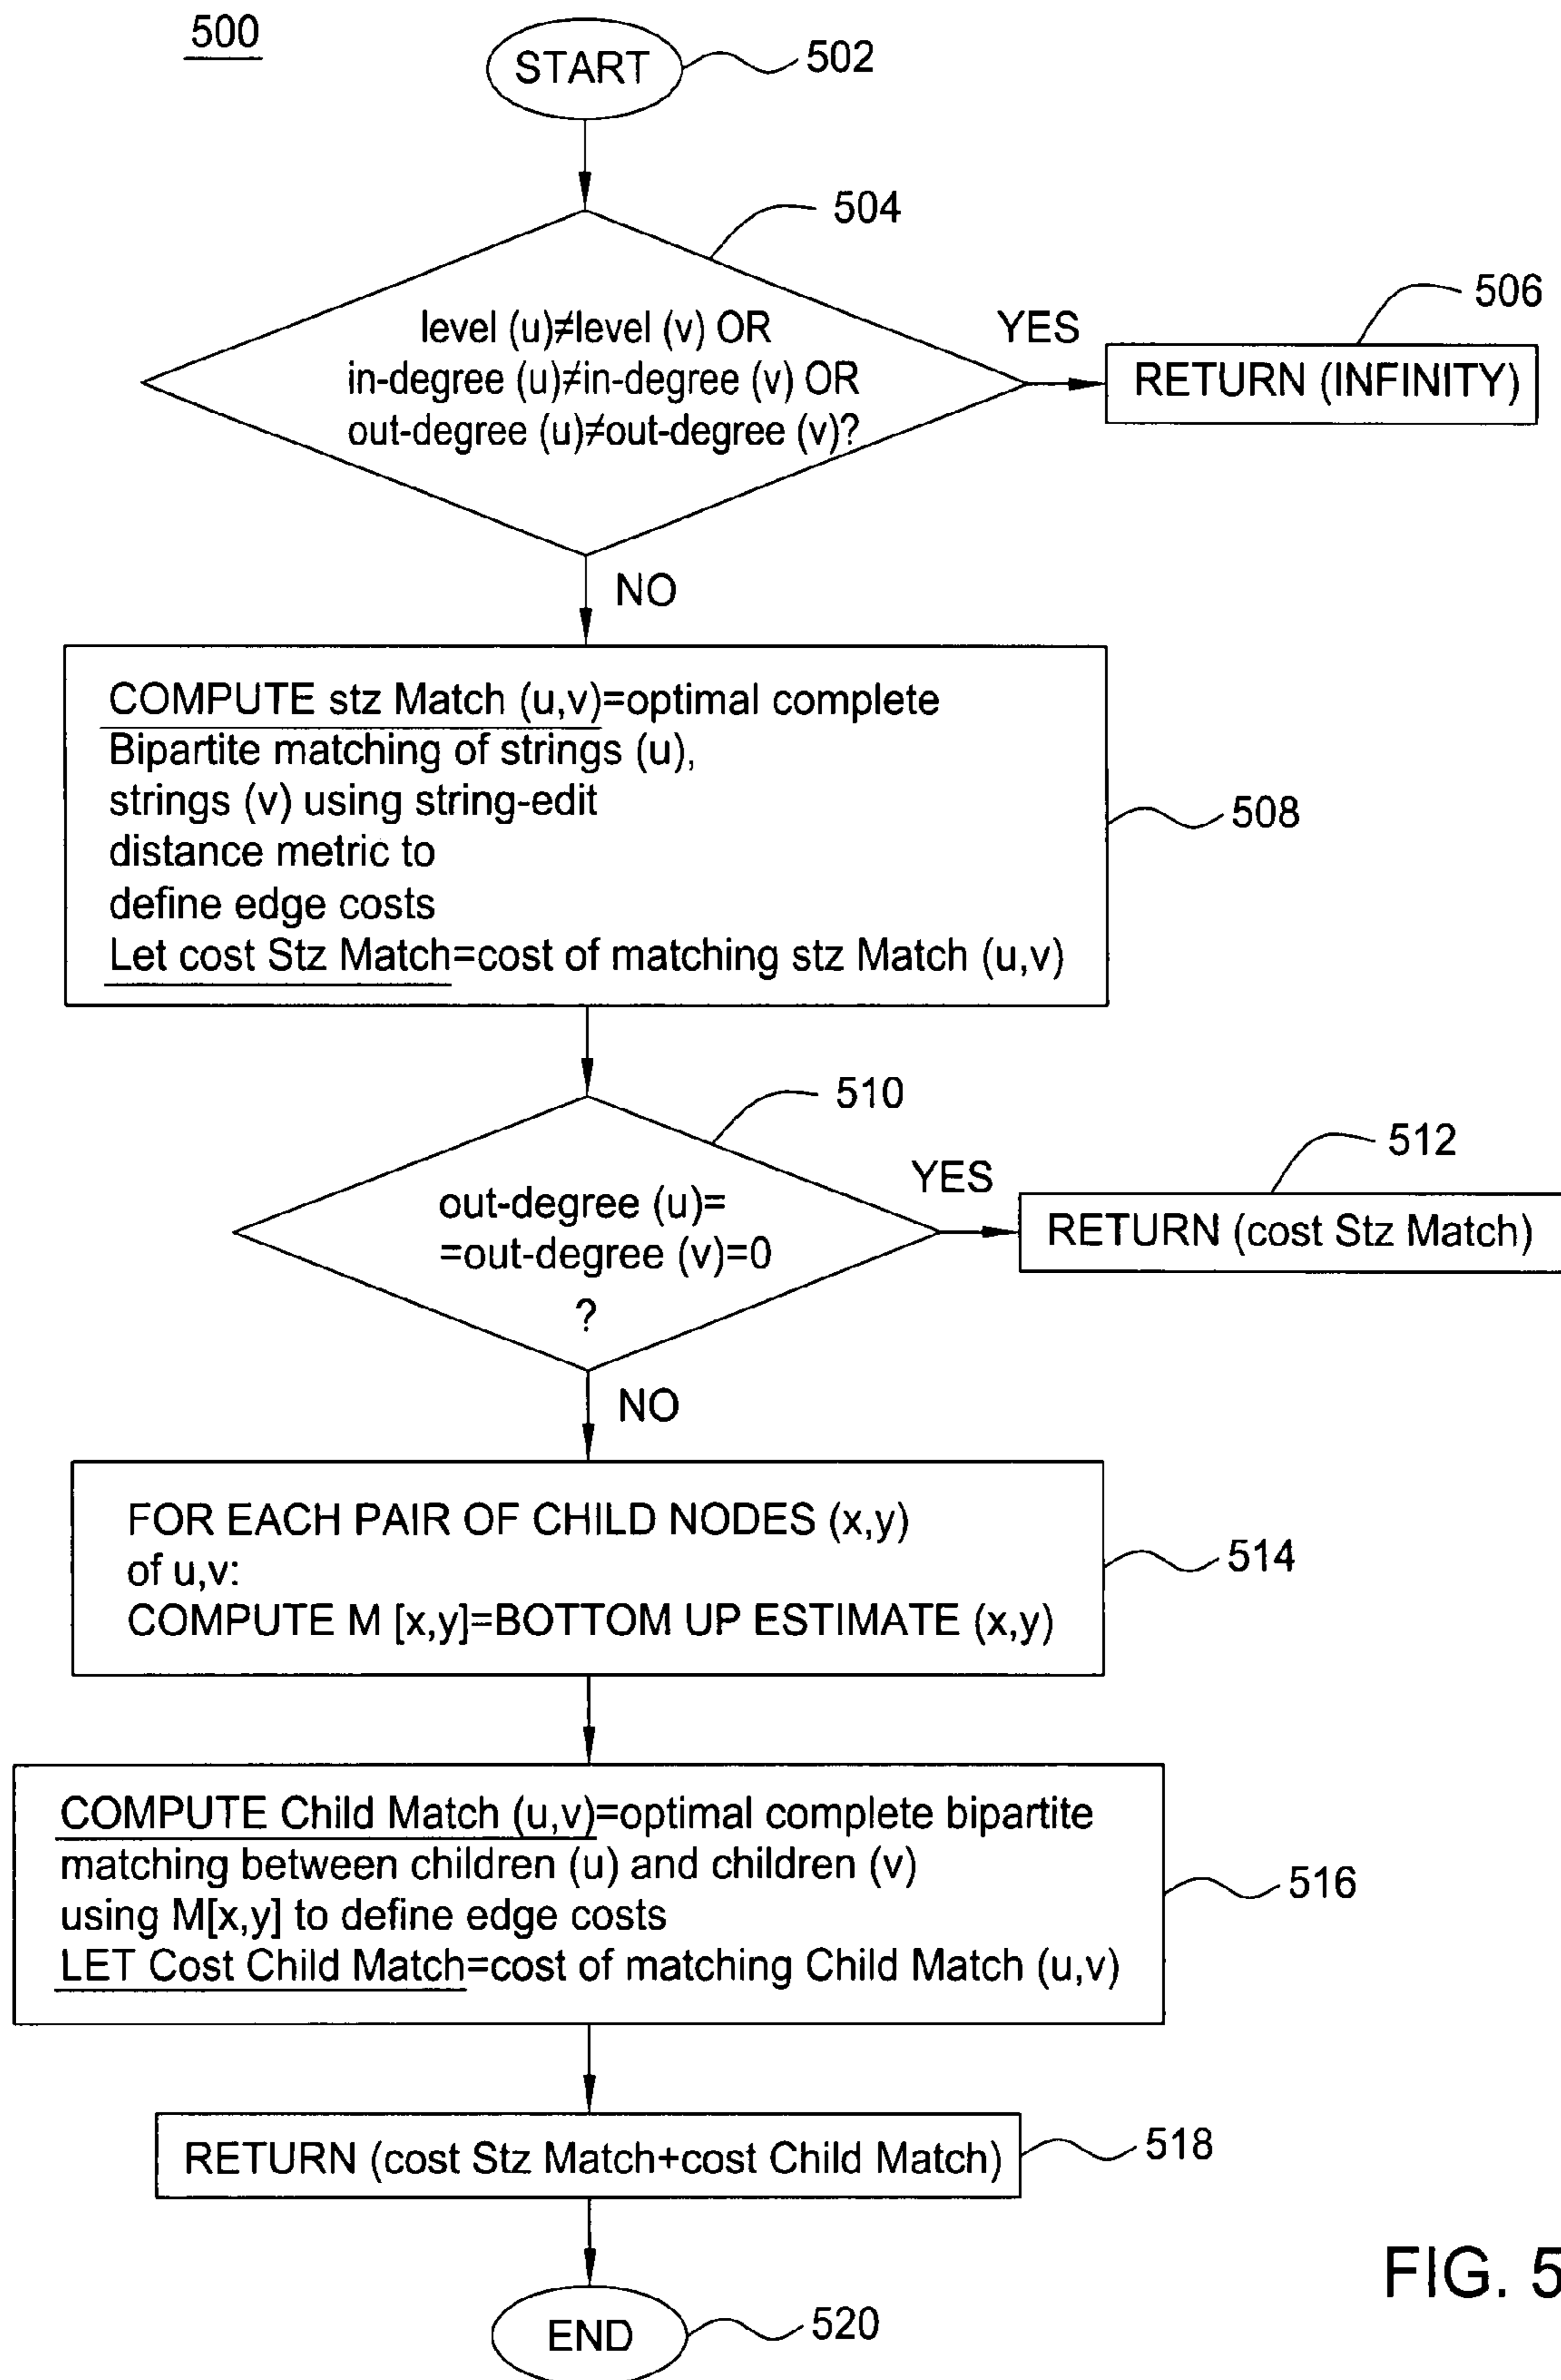 500
START
502
504
level (u)≠level (v) OR
in-degree (u)≠in-degree (v) OR
out-degree (u)≠out-degree (v)?
YES
506
RETURN (INFINITY)
NO
COMPUTE stz Match (u,v)=optimal complete
Bipartite matching of strings (u),
strings (v) using string-edit
distance metric to
define edge costs
Let cost Stz Match=cost of matching stz Match (u,v)
508
510
out-degree (u)=
=out-degree (v)=0
?
YES
512
RETURN (cost Stz Match)
NO
FOR EACH PAIR OF CHILD NODES (x,y)
of u,v:
COMPUTE M [x,y]=BOTTOM UP ESTIMATE (x,y)
514
COMPUTE Child Match (u,v)=optimal complete bipartite
matching between children (u) and children (v)
using M[x,y] to define edge costs
LET Cost Child Match=cost of matching Child Match (u,v)
516
RETURN (cost Stz Match+cost Child Match)
518
END
520
FIG. 5